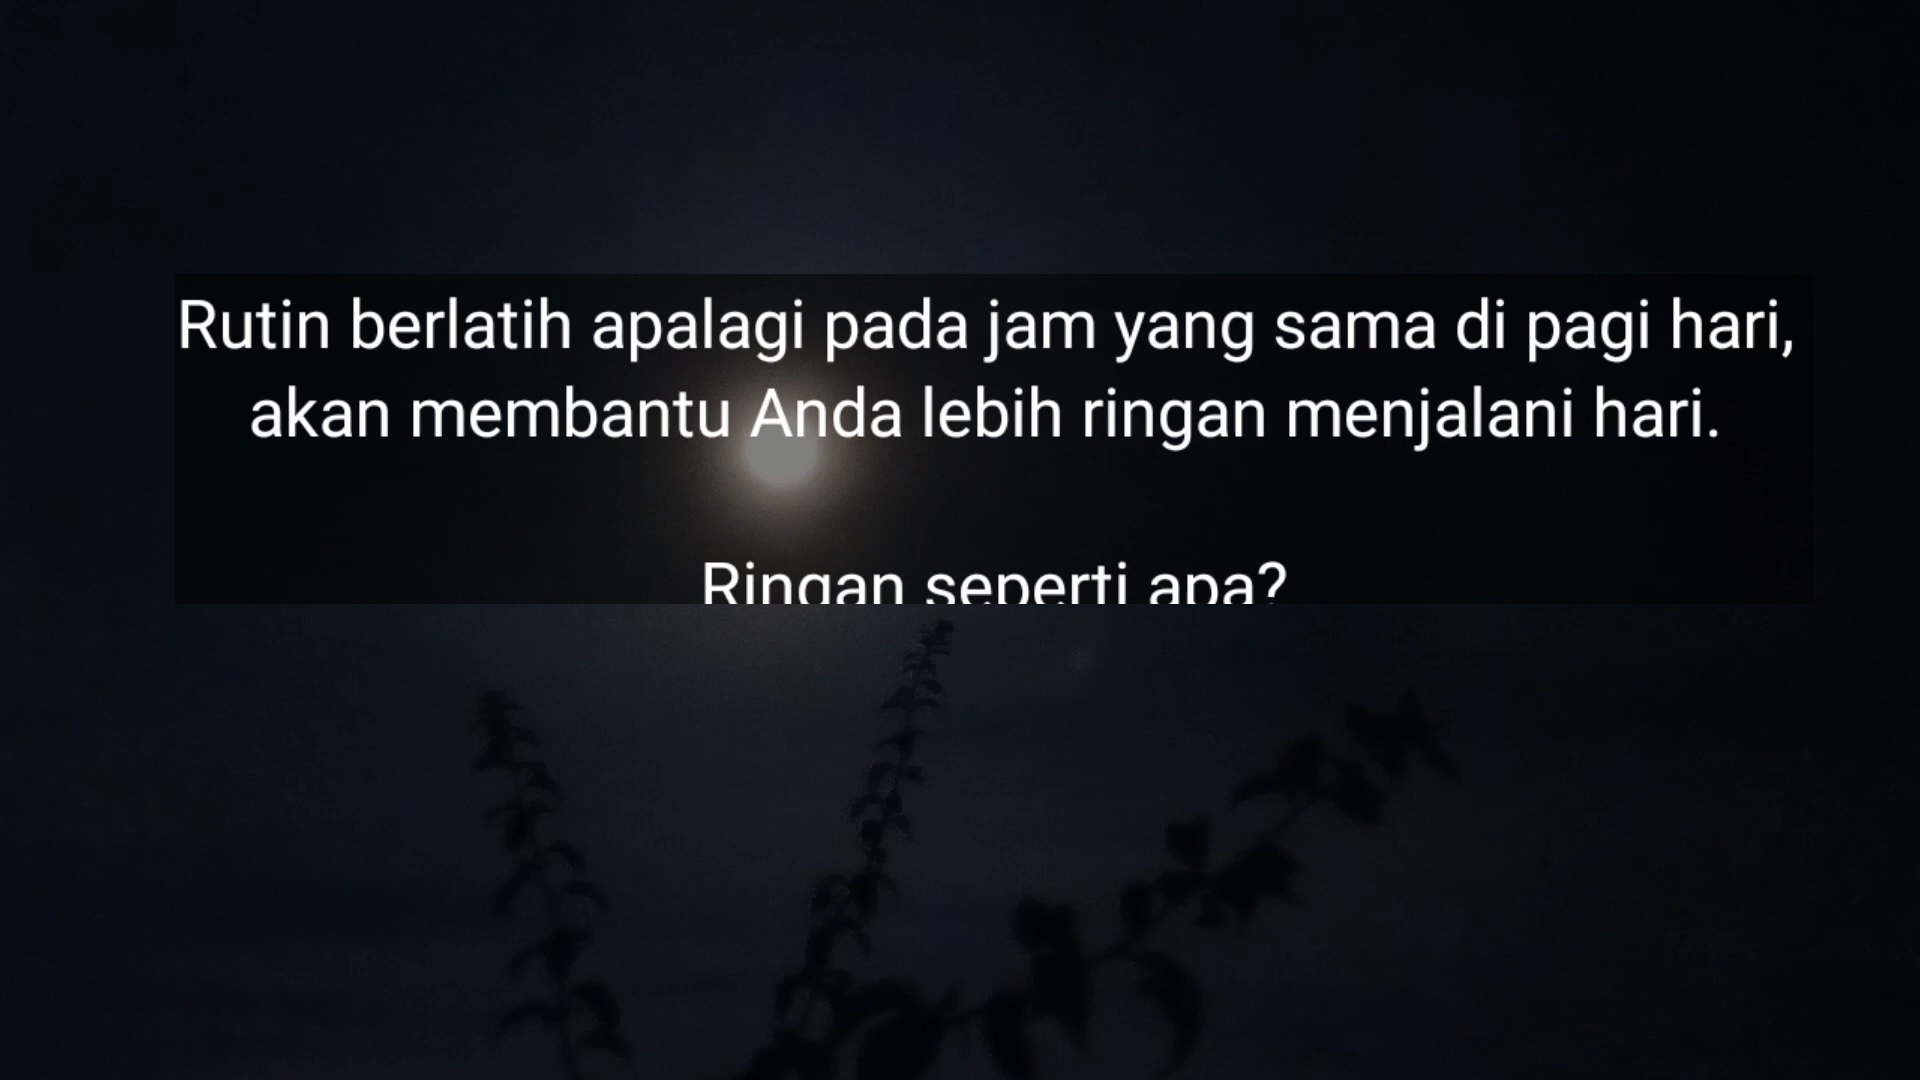 Rutin berlatih apalagi pada jam yang sama di pagi hari,
akan membantu Anda lebih ringan menjalani hari.
Ringan seperti apa?